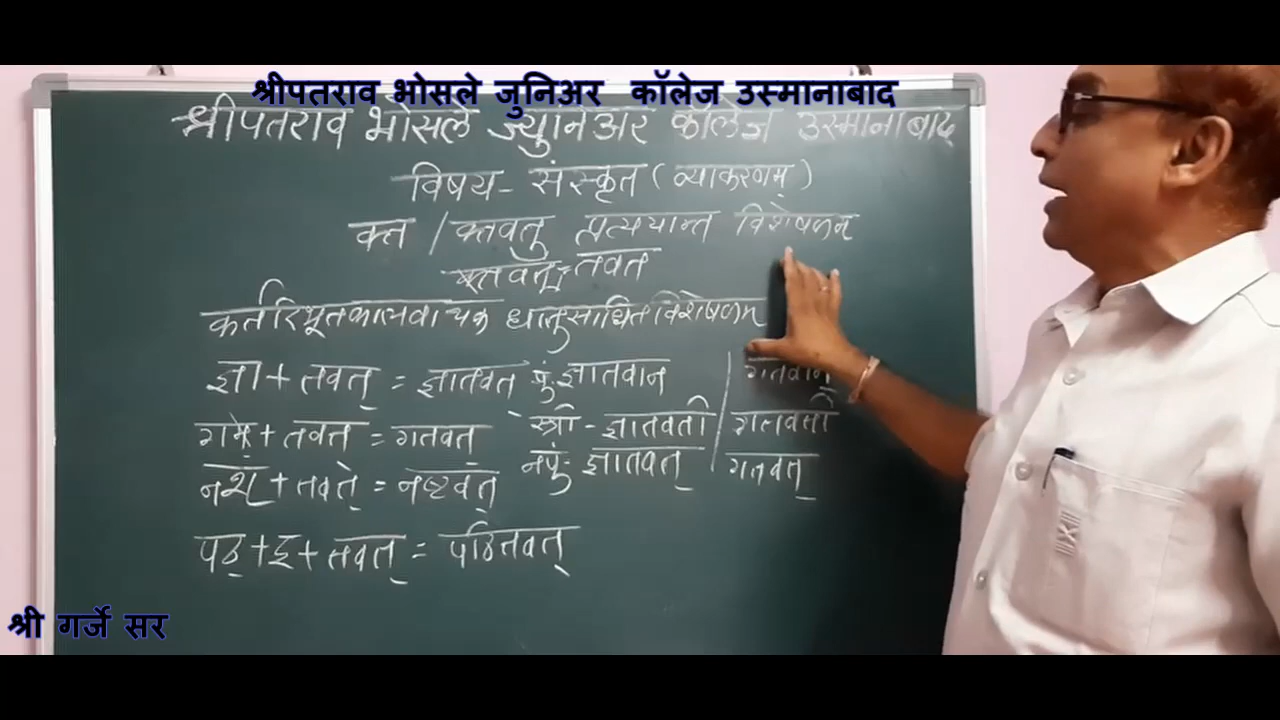 श्रीपतराव भोसले जुनिअर कॉलेज उस्मानाबाद
श्रीपतराव भोसले ज्युनिअर कॉलेज उस्मानाबाद
विषय - संस्कृत ( व्याकरणम् )
क्त / क्तवतु प्रत्ययान्त विशेषणम्
क्तवतु = तवत
कर्तरिभूतकालवाचक धातुसाधित विशेषणम्
ज्ञा + तवत् = ज्ञातवत् पुं. ज्ञातवान | गतवान्
गम् + तवत् = गतवत् स्त्री - ज्ञातवती | गतवती
नश् + तवत् = नष्टवत् नपुं. ज्ञातवत् | गतवत्
पठ् + इ + तवत् = पठितवत्
श्री गर्जे सर